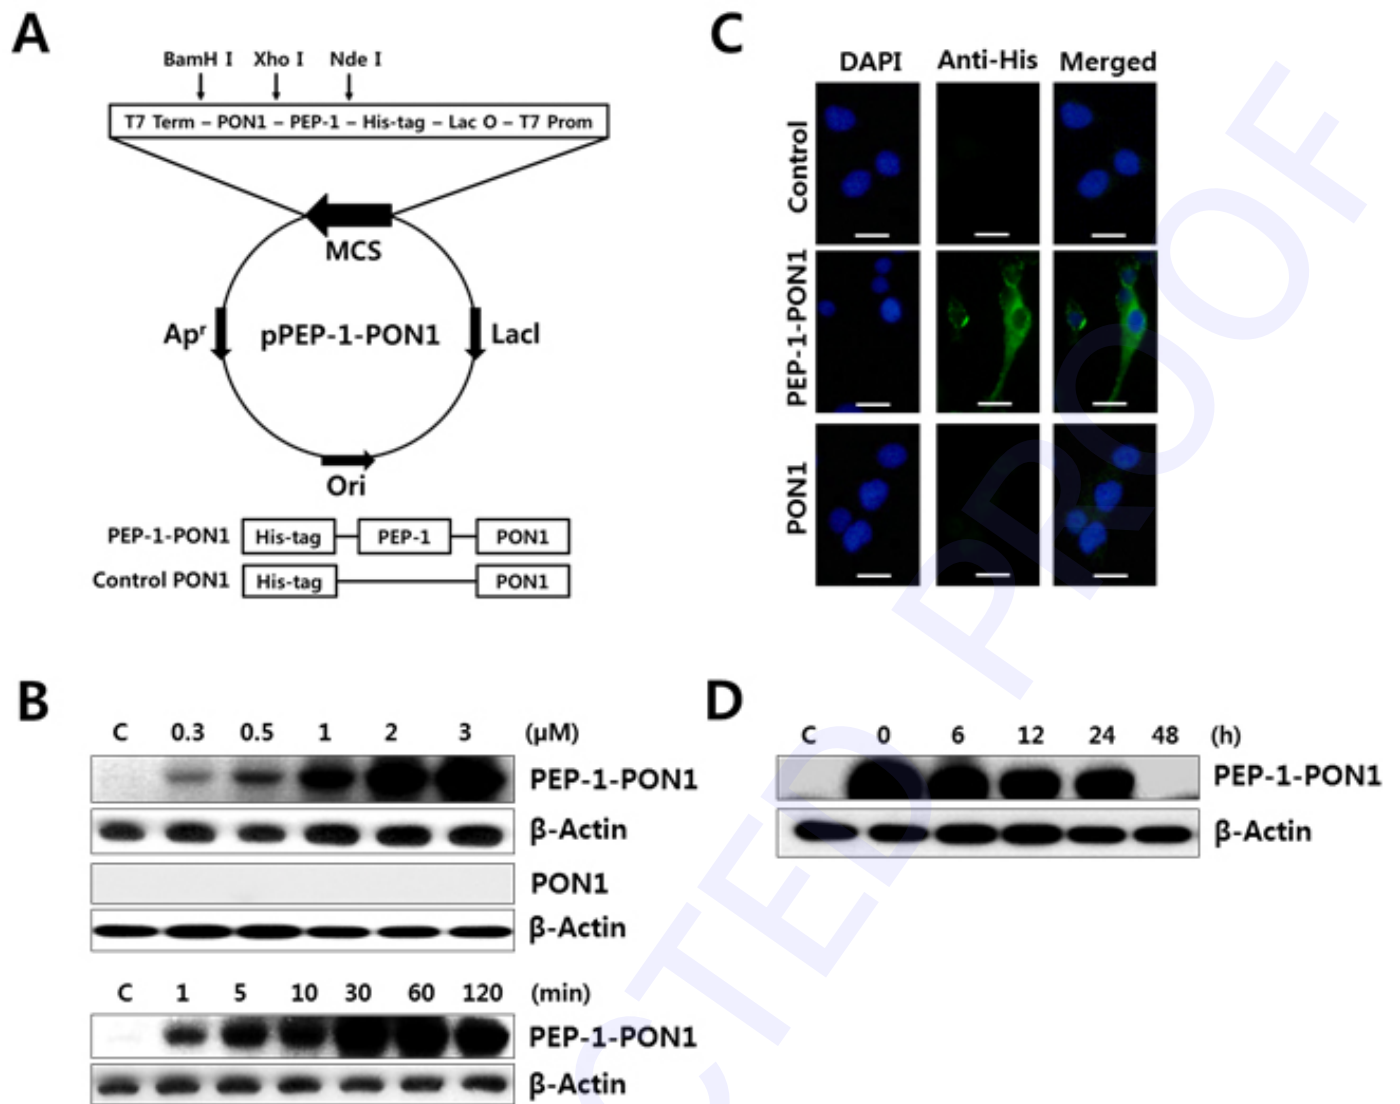 A
BamH I Xho I Nde I
T7 Term – PON1 – PEP-1 – His-tag – Lac O – T7 Prom
MCS
Apʳ pPEP-1-PON1 LacI
Ori
PEP-1-PON1 His-tag PEP-1 PON1
Control PON1 His-tag PON1
C
DAPI Anti-His Merged
Control
PEP-1-PON1
PON1
B
C 0.3 0.5 1 2 3 (μM)
PEP-1-PON1
β-Actin
PON1
β-Actin
C 1 5 10 30 60 120 (min)
PEP-1-PON1
β-Actin
D
C 0 6 12 24 48 (h)
PEP-1-PON1
β-Actin
CTED PROOF